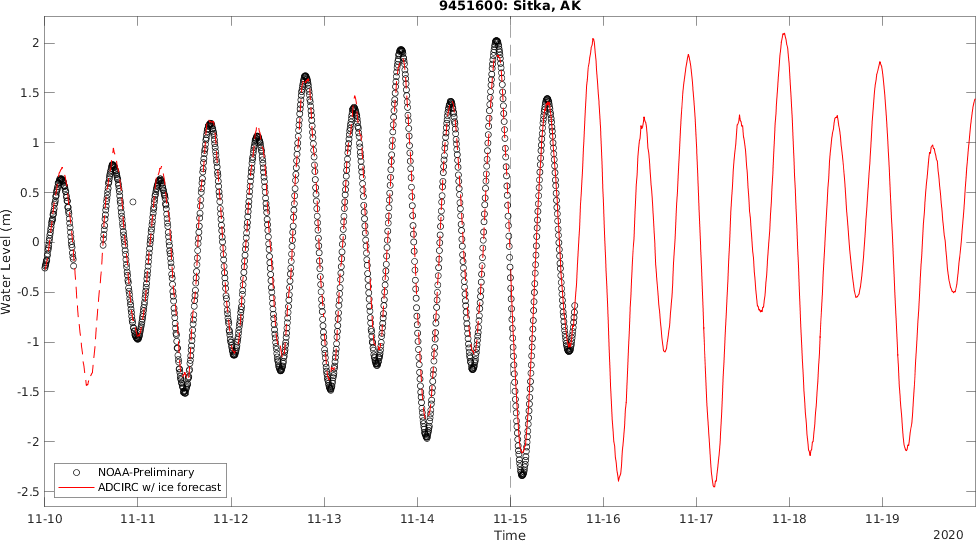 9451600: Sitka, AK
2
1.5
1
0.5
0
-0.5
-1
-1.5
-2
-2.5
Water Level (m)
NOAA-Preliminary
ADCIRC w/ ice forecast
11-10 11-11 11-12 11-13 11-14 11-15 11-16 11-17 11-18 11-19
Time
2020